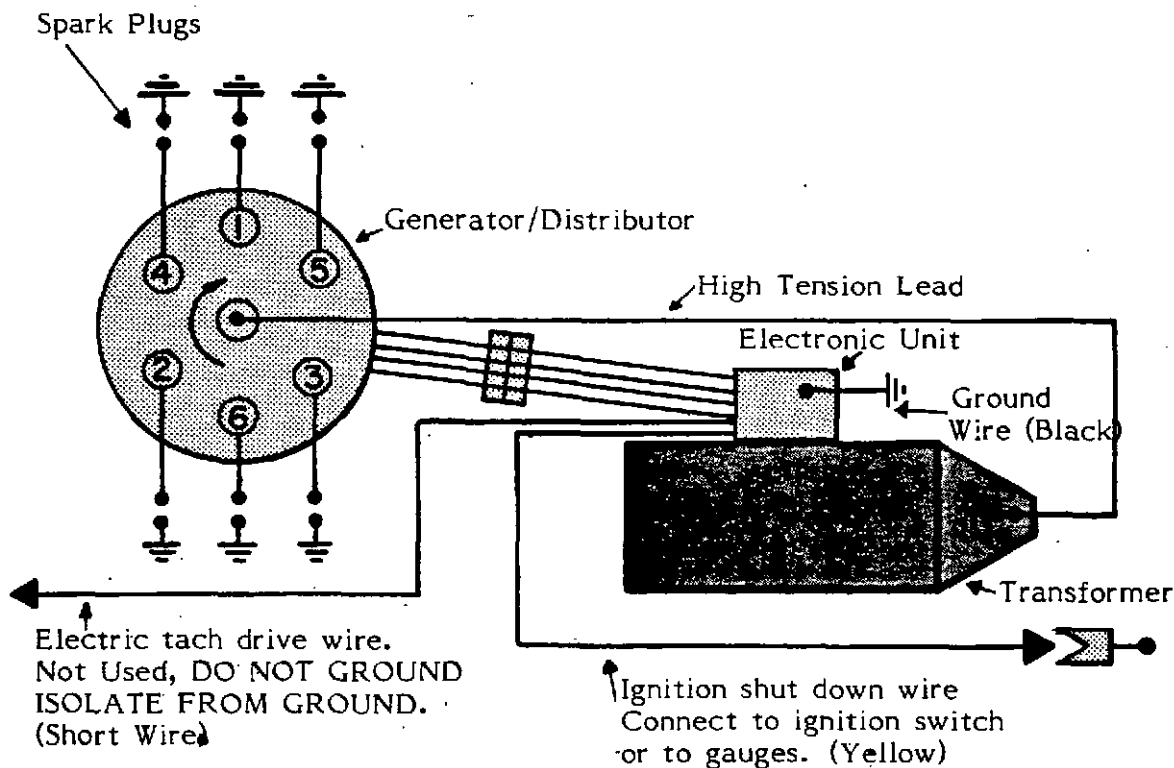 Spark Plugs
Generator/Distributor
1
4
5
2
3
6
High Tension Lead
Electronic Unit
Ground
Wire (Black)
Transformer
Electric tach drive wire.
Not Used, DO NOT GROUND
ISOLATE FROM GROUND.
(Short Wire)
Ignition shut down wire
Connect to ignition switch
or to gauges. (Yellow)